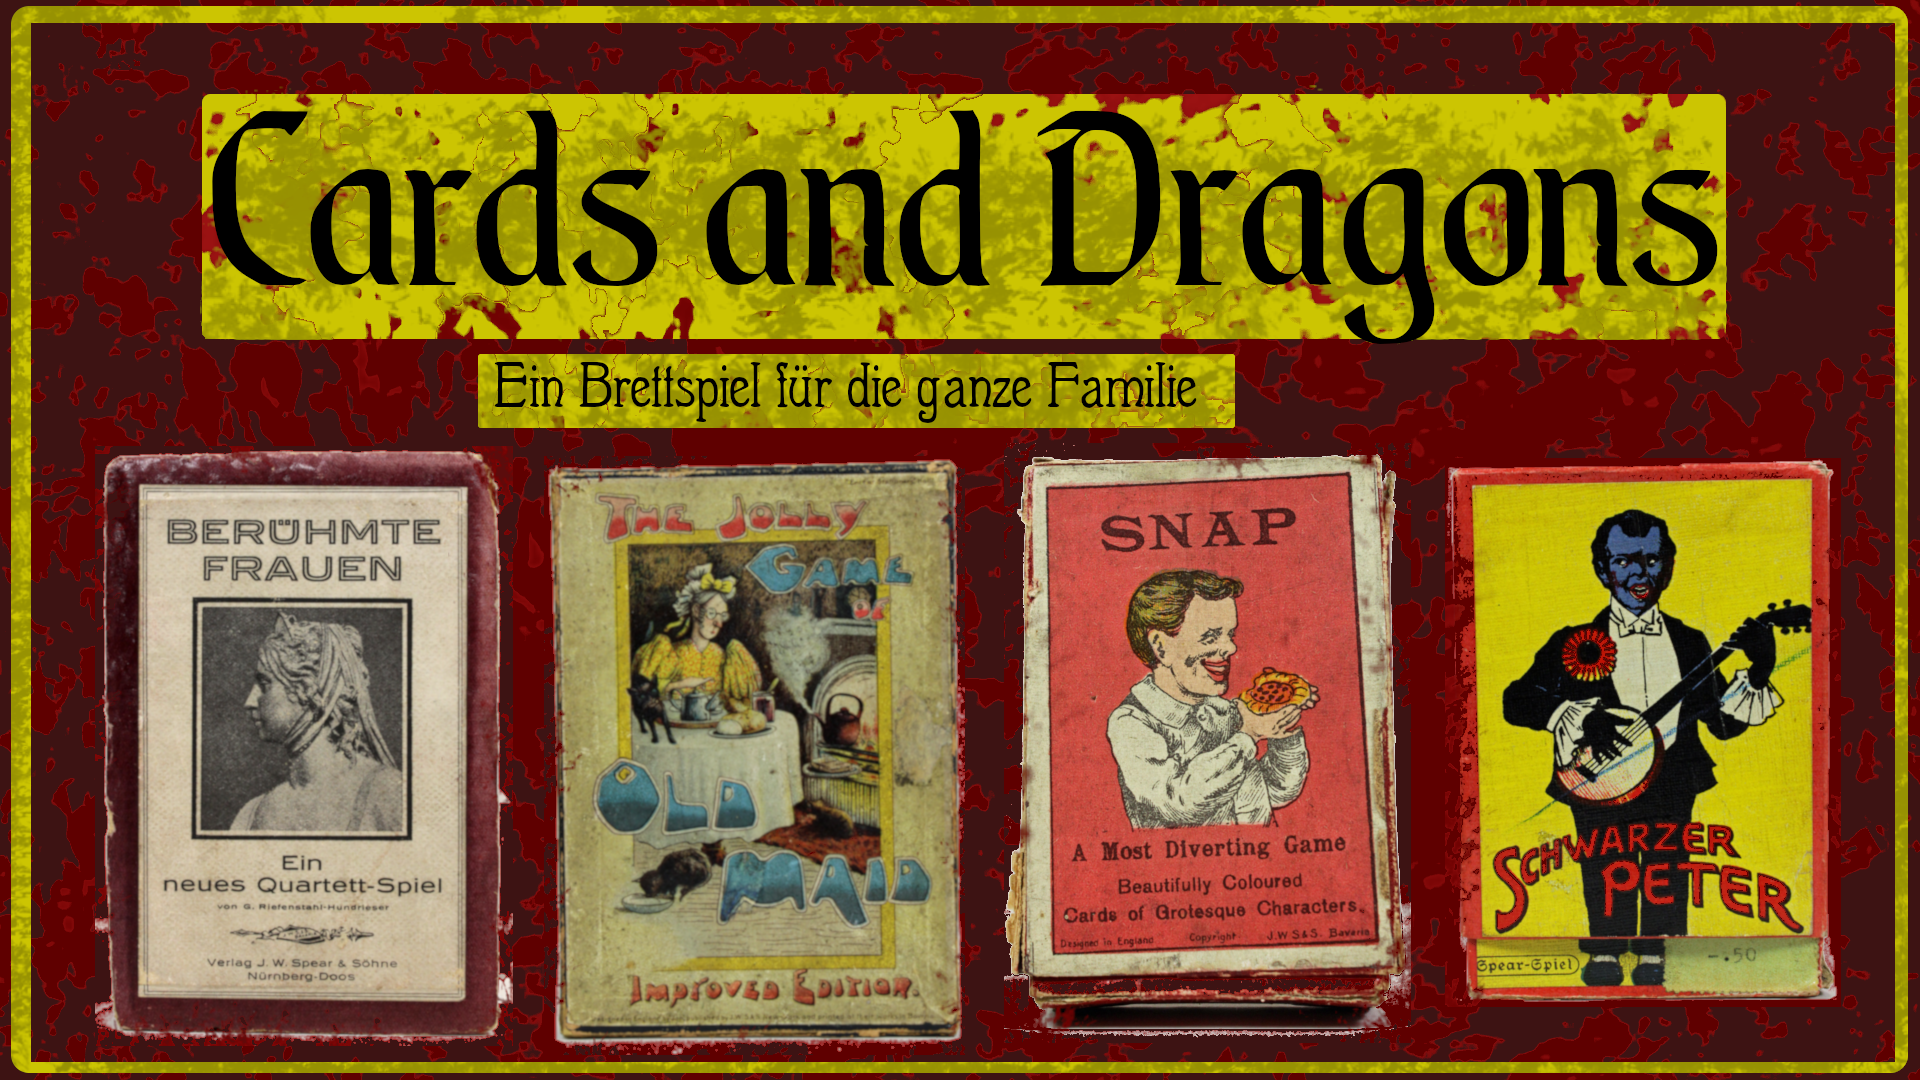 Cards and Dragons
Ein Brettspiel für die ganze Familie
BERÜHMTE
FRAUEN
Ein
neues Quartett-Spiel
von G. Riefenstahl-Hundrieser
Verlag J. W. Spear & Söhne
Nürnberg-Doos
THE JOLLY
GAME
OF
OLD
MAID
IMPROVED EDITION.
SNAP
A Most Diverting Game
Beautifully Coloured
Cards of Grotesque Characters.
Designed in England Copyright J.W.S&S. Bavaria
SCHWARZER
PETER
Spear-Spiel
-.50